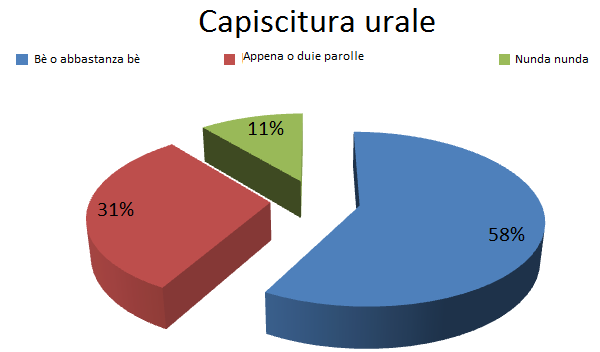 Capiscitura urale
Bè o abbastanza bè
Appena o duie parolle
Nunda nunda
11%
31%
58%